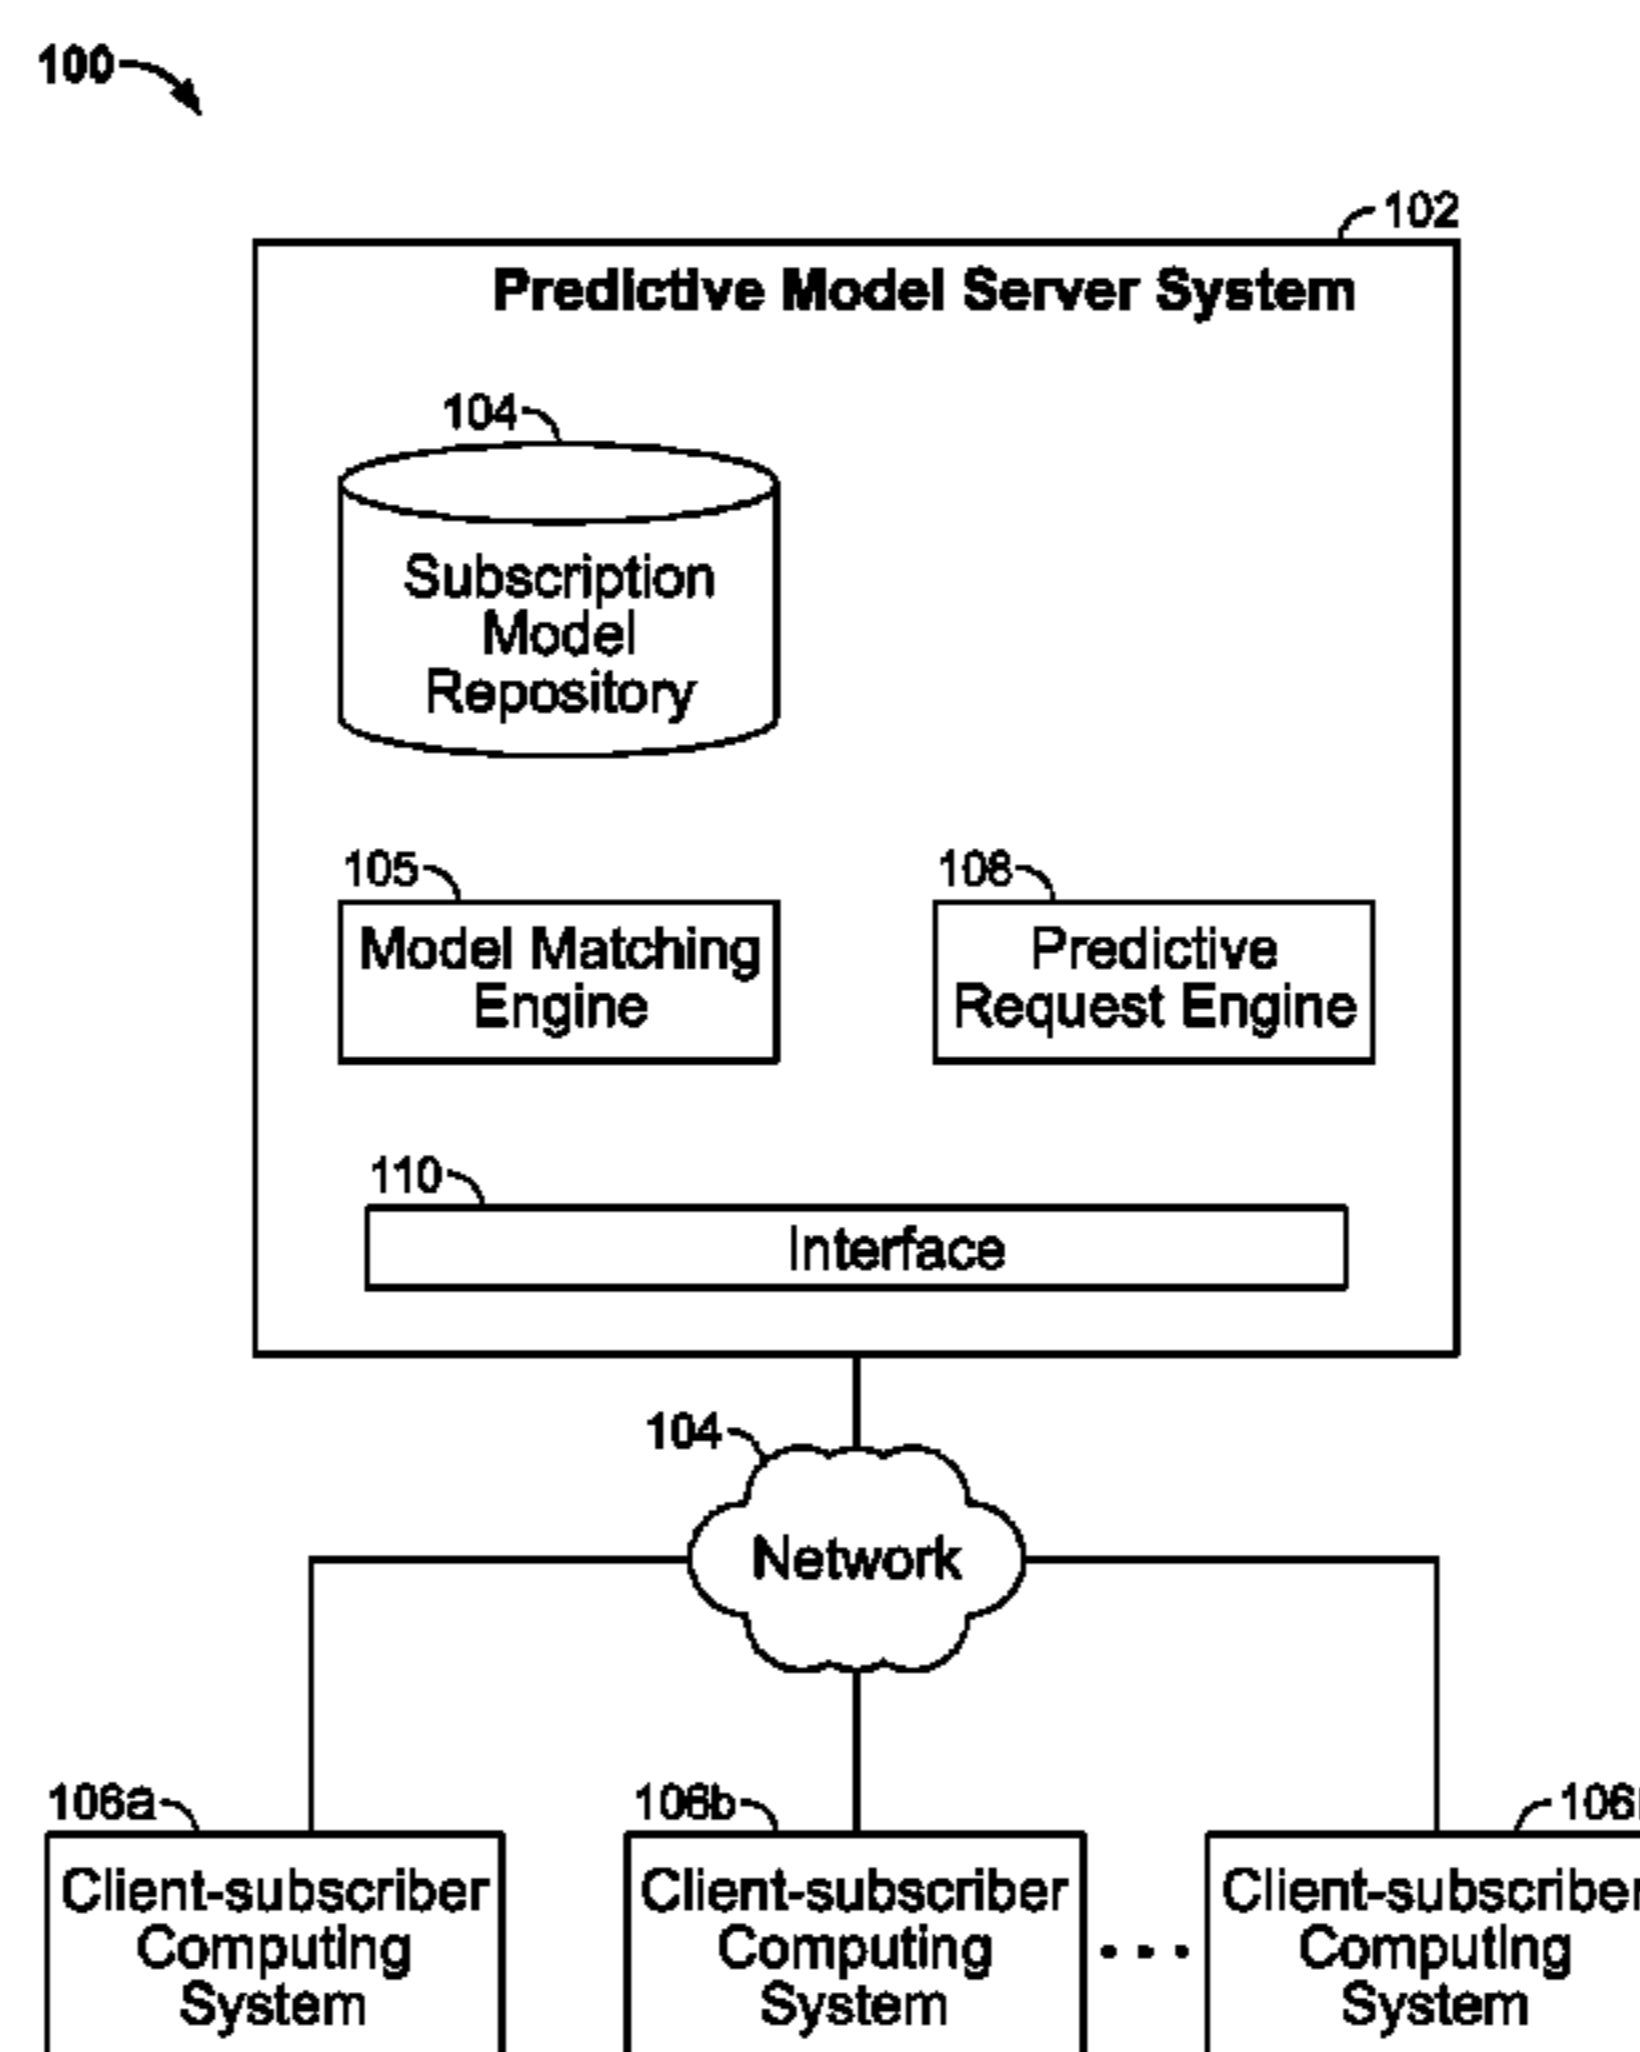 100
102
Predictive Model Server System
104
Subscription
Model
Repository
105
108
Model Matching
Engine
Predictive
Request Engine
110
Interface
104
Network
106a
106b
106
Client-subscriber
Computing
System
Client-subscriber
Computing
System
...
Client-subscriber
Computing
System